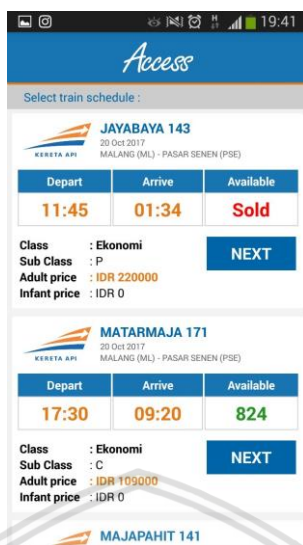 19:41
Access
Select train schedule :
JAYABAYA 143
20 Oct 2017
KERETA API
MALANG (ML) - PASAR SENEN (PSE)
Depart Arrive Available
11:45 01:34 Sold
Class : Ekonomi
Sub Class : P
Adult price : IDR 220000
Infant price : IDR 0
NEXT
MATARMAJA 171
20 Oct 2017
KERETA API
MALANG (ML) - PASAR SENEN (PSE)
Depart Arrive Available
17:30 09:20 824
Class : Ekonomi
Sub Class : C
Adult price : IDR 109000
Infant price : IDR 0
NEXT
MAJAPAHIT 141